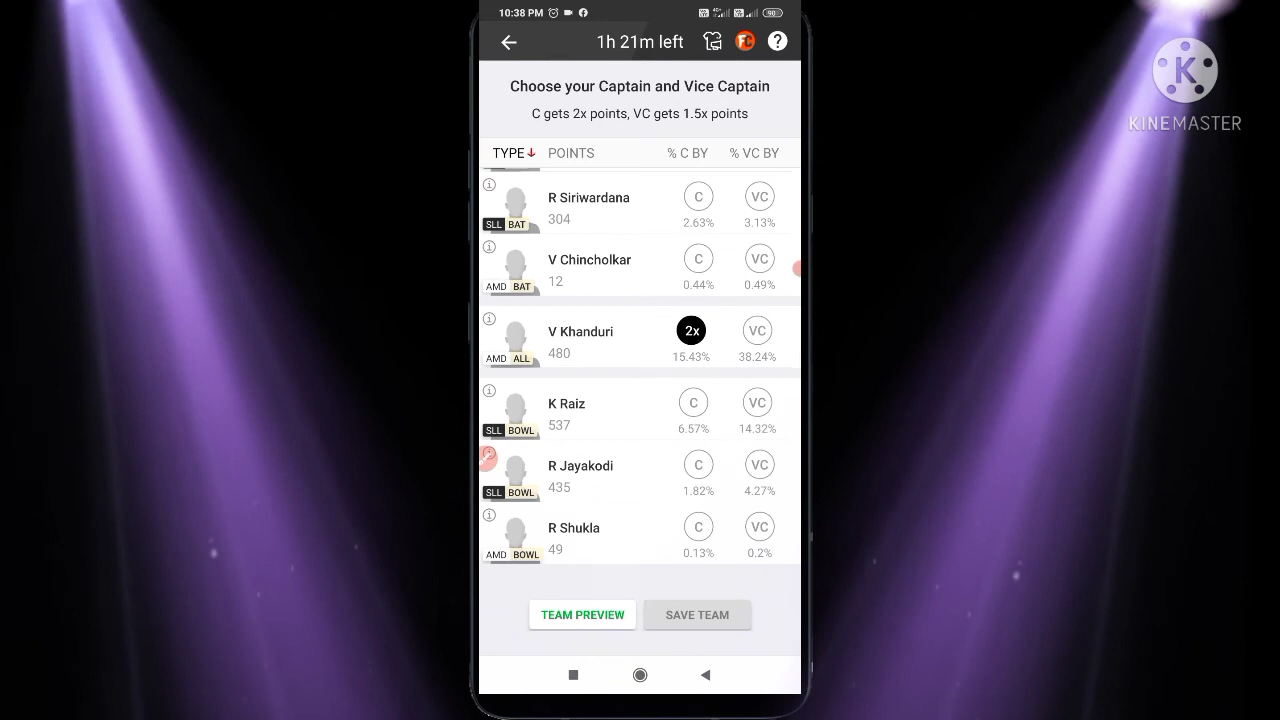 10:38 PM
4G+
90
1h 21m left
FC
?
Choose your Captain and Vice Captain
C gets 2x points, VC gets 1.5x points
TYPE↓ POINTS % C BY % VC BY
R Siriwardana C VC
304
SLL BAT 2.63% 3.13%
V Chincholkar C VC
12
AMD BAT 0.44% 0.49%
V Khanduri 2x VC
480
AMD ALL 15.43% 38.24%
K Raiz C VC
537
SLL BOWL 6.57% 14.32%
R Jayakodi C VC
435
SLL BOWL 1.82% 4.27%
R Shukla C VC
49
AMD BOWL 0.13% 0.2%
TEAM PREVIEW SAVE TEAM
K
KINEMASTER